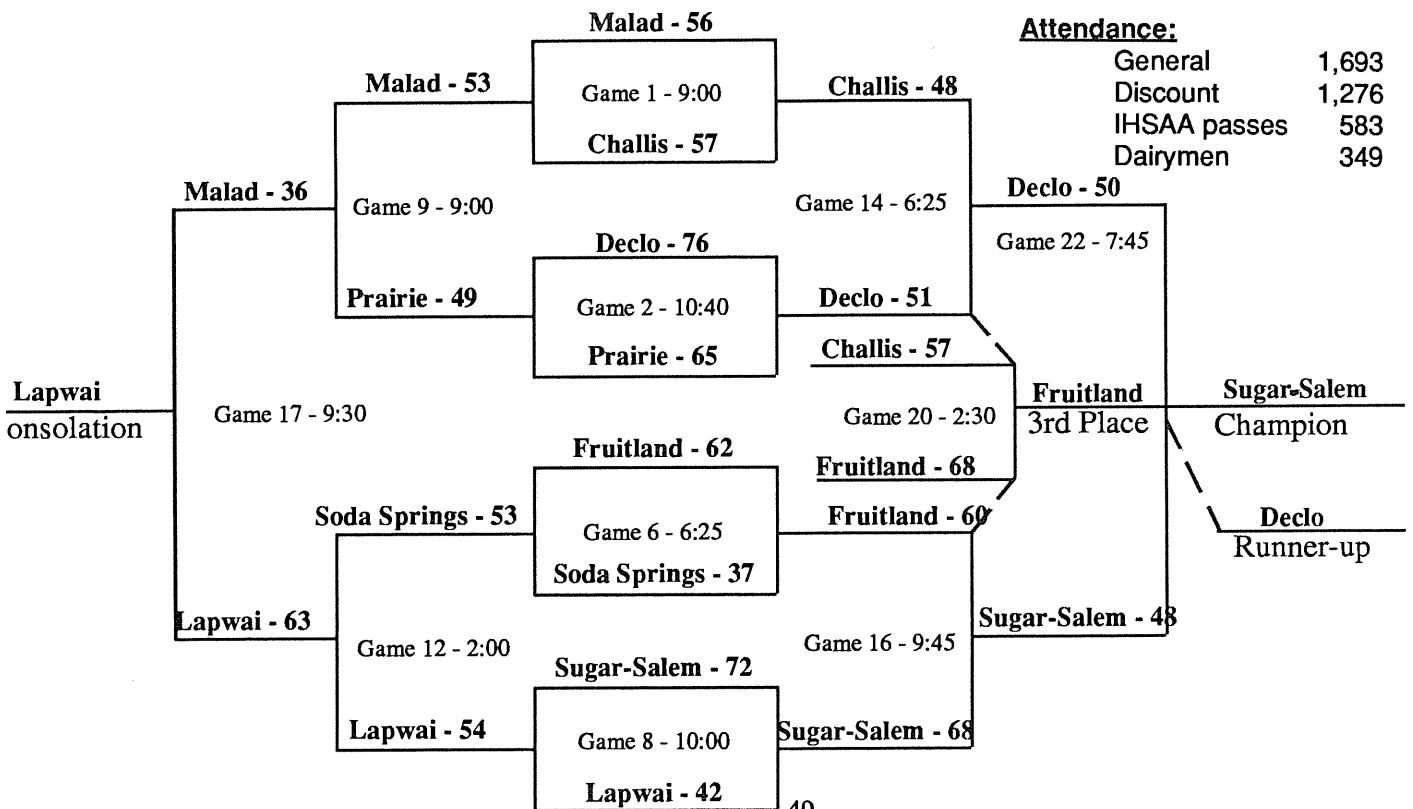 Malad - 56
Attendance:
General 1,693
Discount 1,276
IHSAA passes 583
Dairymen 349
Malad - 53
Game 1 - 9:00
Challis - 48
Challis - 57
Malad - 36
Game 9 - 9:00
Game 14 - 6:25
Declo - 50
Declo - 76
Game 22 - 7:45
Prairie - 49
Game 2 - 10:40
Declo - 51
Prairie - 65
Challis - 57
Lapwai
onsolation
Game 17 - 9:30
Game 20 - 2:30
Fruitland
3rd Place
Sugar-Salem
Champion
Fruitland - 62
Fruitland - 68
Soda Springs - 53
Game 6 - 6:25
Fruitland - 60
Soda Springs - 37
Declo
Runner-up
Lapwai - 63
Game 12 - 2:00
Game 16 - 9:45
Sugar-Salem - 48
Sugar-Salem - 72
Lapwai - 54
Game 8 - 10:00
Sugar-Salem - 68
Lapwai - 42